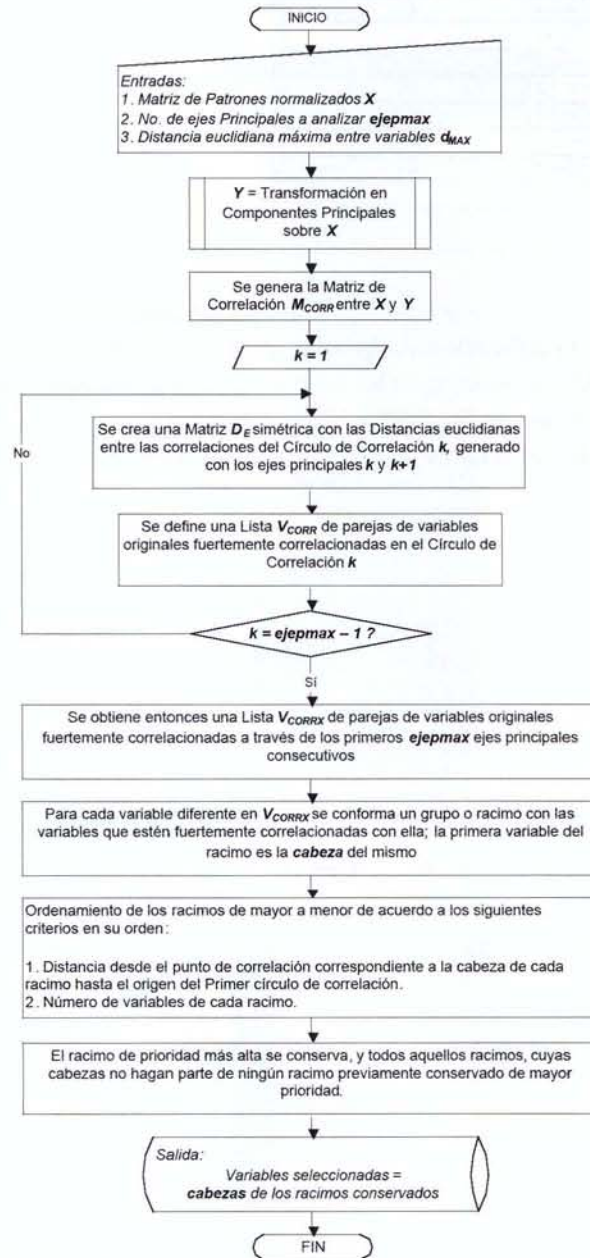 INICIO
Entradas:
1. Matriz de Patrones normalizados X
2. No. de ejes Principales a analizar ejepmax
3. Distancia euclidiana máxima entre variables dMAX
Y = Transformación en
Componentes Principales
sobre X
Se genera la Matriz de
Correlación MCORR entre X y Y
k = 1
Se crea una Matriz DE simétrica con las Distancias euclidianas
entre las correlaciones del Círculo de Correlación k, generado
con los ejes principales k y k+1
No
Se define una Lista VCORR de parejas de variables
originales fuertemente correlacionadas en el Círculo de
Correlación k
k = ejepmax – 1 ?
Sí
Se obtiene entonces una Lista VCORRX de parejas de variables originales
fuertemente correlacionadas a través de los primeros ejepmax ejes principales
consecutivos
Para cada variable diferente en VCORRX se conforma un grupo o racimo con las
variables que estén fuertemente correlacionadas con ella; la primera variable del
racimo es la cabeza del mismo
Ordenamiento de los racimos de mayor a menor de acuerdo a los siguientes
criterios en su orden:
1. Distancia desde el punto de correlación correspondiente a la cabeza de cada
racimo hasta el origen del Primer círculo de correlación.
2. Número de variables de cada racimo.
El racimo de prioridad más alta se conserva, y todos aquellos racimos, cuyas
cabezas no hagan parte de ningún racimo previamente conservado de mayor
prioridad.
Salida:
Variables seleccionadas =
cabezas de los racimos conservados
FIN